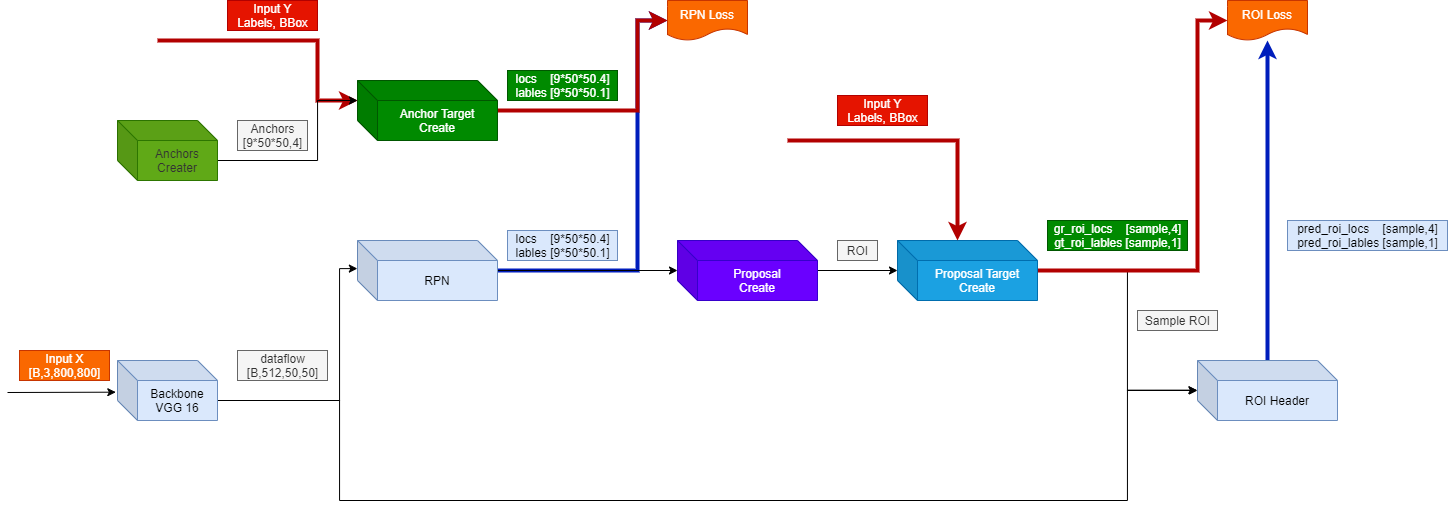 Input Y
Labels, BBox
RPN Loss
ROI Loss
locs [9*50*50.4]
lables [9*50*50.1]
Anchor Target
Create
Input Y
Labels, BBox
Anchors
[9*50*50,4]
Anchors
Creater
locs [9*50*50.4]
lables [9*50*50.1]
gr_roi_locs [sample,4]
gt_roi_lables [sample,1]
pred_roi_locs [sample,4]
pred_roi_lables [sample,1]
RPN
Proposal
Create
ROI
Proposal Target
Create
Sample ROI
Input X
[B,3,800,800]
dataflow
[B,512,50,50]
Backbone
VGG 16
ROI Header